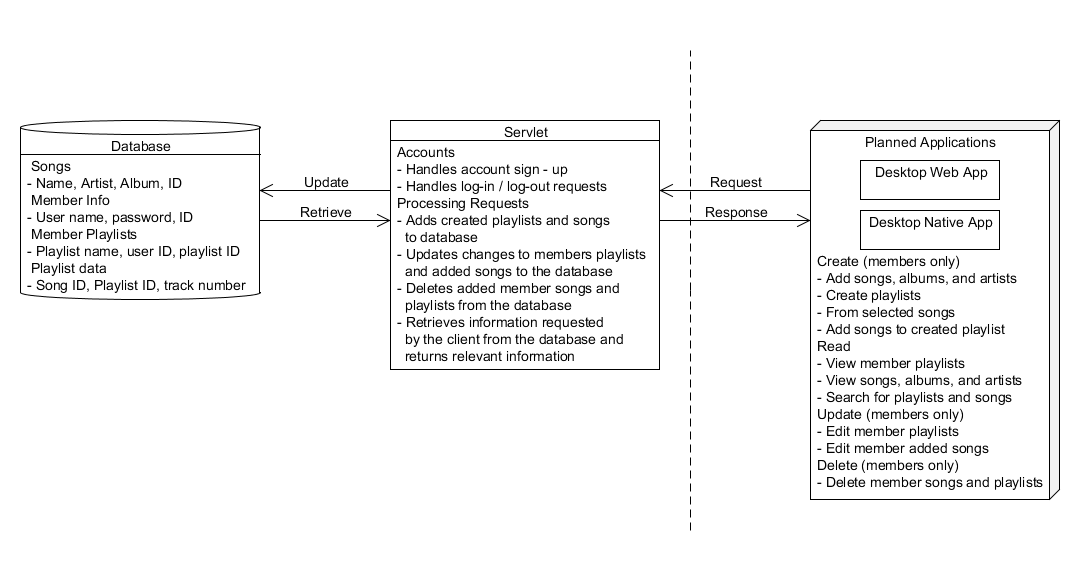 Database
Songs
- Name, Artist, Album, ID
Member Info
- User name, password, ID
Member Playlists
- Playlist name, user ID, playlist ID
Playlist data
- Song ID, Playlist ID, track number
Update
Retrieve
Servlet
Accounts
- Handles account sign - up
- Handles log-in / log-out requests
Processing Requests
- Adds created playlists and songs
to database
- Updates changes to members playlists
and added songs to the database
- Deletes added member songs and
playlists from the database
- Retrieves information requested
by the client from the database and
returns relevant information
Request
Response
Planned Applications
Desktop Web App
Desktop Native App
Create (members only)
- Add songs, albums, and artists
- Create playlists
- From selected songs
- Add songs to created playlist
Read
- View member playlists
- View songs, albums, and artists
- Search for playlists and songs
Update (members only)
- Edit member playlists
- Edit member added songs
Delete (members only)
- Delete member songs and playlists